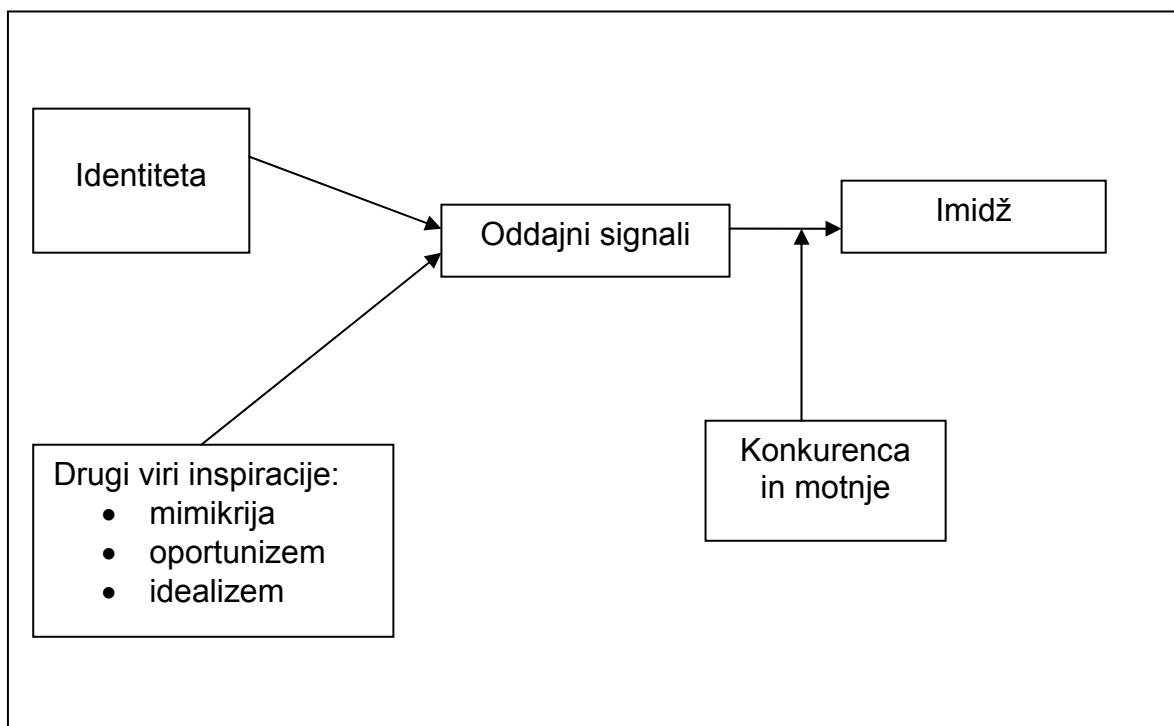 Identiteta
Oddajni signali
Imidž
Drugi viri inspiracije:
• mimikrija
• oportunizem
• idealizem
Konkurenca
in motnje